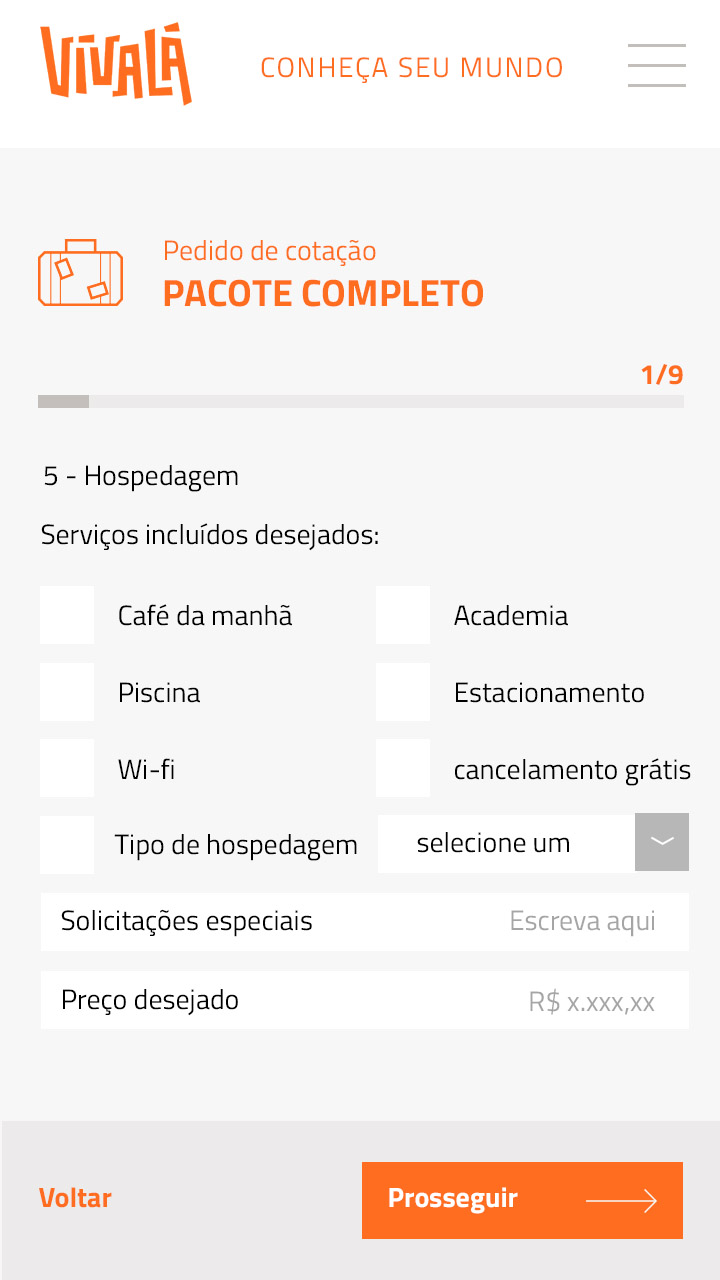 VIVALÁ
CONHEÇA SEU MUNDO
Pedido de cotação
PACOTE COMPLETO
1/9
5 - Hospedagem
Serviços incluídos desejados:
Café da manhã
Academia
Piscina
Estacionamento
Wi-fi
cancelamento grátis
Tipo de hospedagem
selecione um
Solicitações especiais
Escreva aqui
Preço desejado
R$ x.xxx,xx
Voltar
Prosseguir